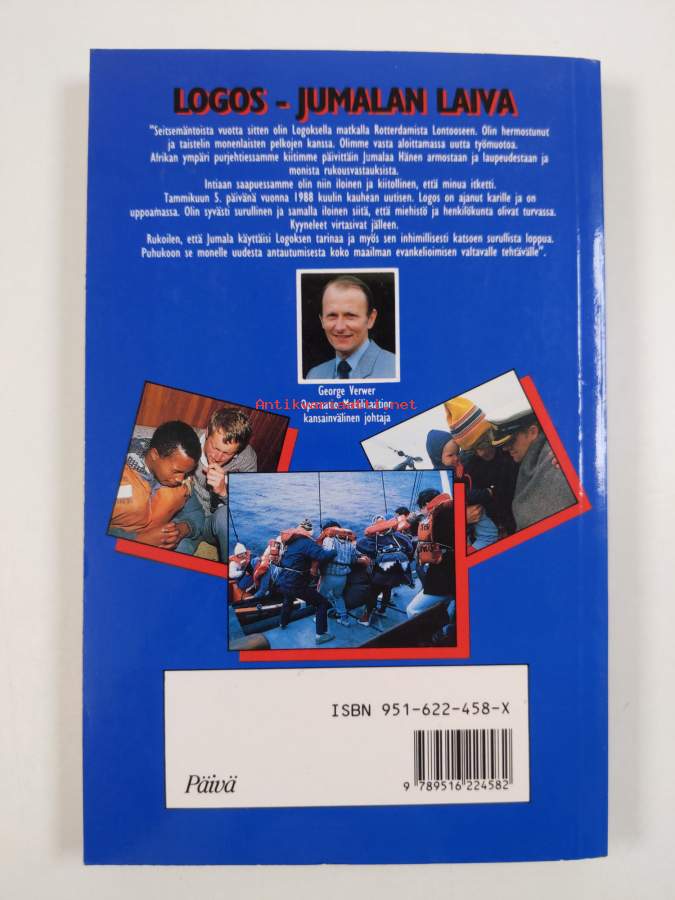 LOGOS - JUMALAN LAIVA
"Seitsemäntoista vuotta sitten olin Logoksella matkalla Rotterdamista Lontooseen. Olin hermostunut
ja taistelin monenlaisten pelkojen kanssa. Olimme vasta aloittamassa uutta työmuotoa.
Afrikan ympäri purjehtiessamme kiitimme päivittäin Jumalaa Hänen armostaan ja laupeudestaan ja
monista rukousvastauksista.
Intiaan saapuessamme olin niin iloinen ja kiitollinen, että minua itketti.
Tammikuun 5. päivänä vuonna 1988 kuulin kauhean uutisen. Logos on ajanut karille ja on
uppoamassa. Olin syvästi surullinen ja samalla iloinen siitä, että miehistö ja henkilökunta olivat turvassa.
Kyyneleet virtasivat jälleen.
Rukoilen, että Jumala käyttäisi Logoksen tarinaa ja myös sen inhimillisesti katsoen surullista loppua.
Puhukoon se monelle uudesta antautumisesta koko maailman evankelioimisen valtavalle tehtävälle".
George Verwer
Operaatio Mobilisaation
kansainvälinen johtaja
Antikvariaatti.net
ISBN 951-622-458-X
9 789516 224582
Päivä